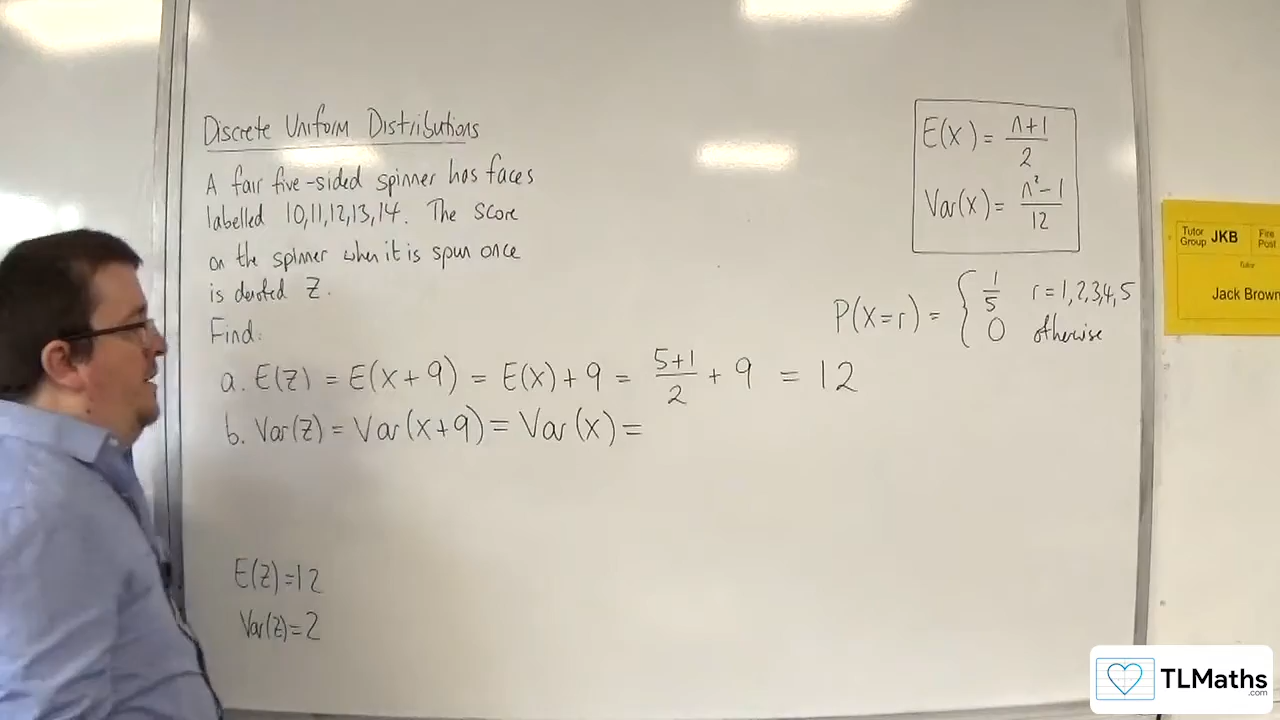 Discrete Uniform Distributions
A fair five-sided spinner has faces
labelled 10,11,12,13,14. The score
on the spinner when it is spun once
is denoted Z.
Find:
a. E(Z) = E(X+9) = E(X)+9 = 5+1/2 + 9 = 12
b. Var(Z) = Var(X+9) = Var(X) =
E(Z)=12
Var(Z)=2
E(X) = n+1/2
Var(X) = n²-1/12
P(X=r) = { 1/5 r=1,2,3,4,5
0 otherwise
Tutor Group JKB Fire Post
Tutor
Jack Brown
TLMaths
.com